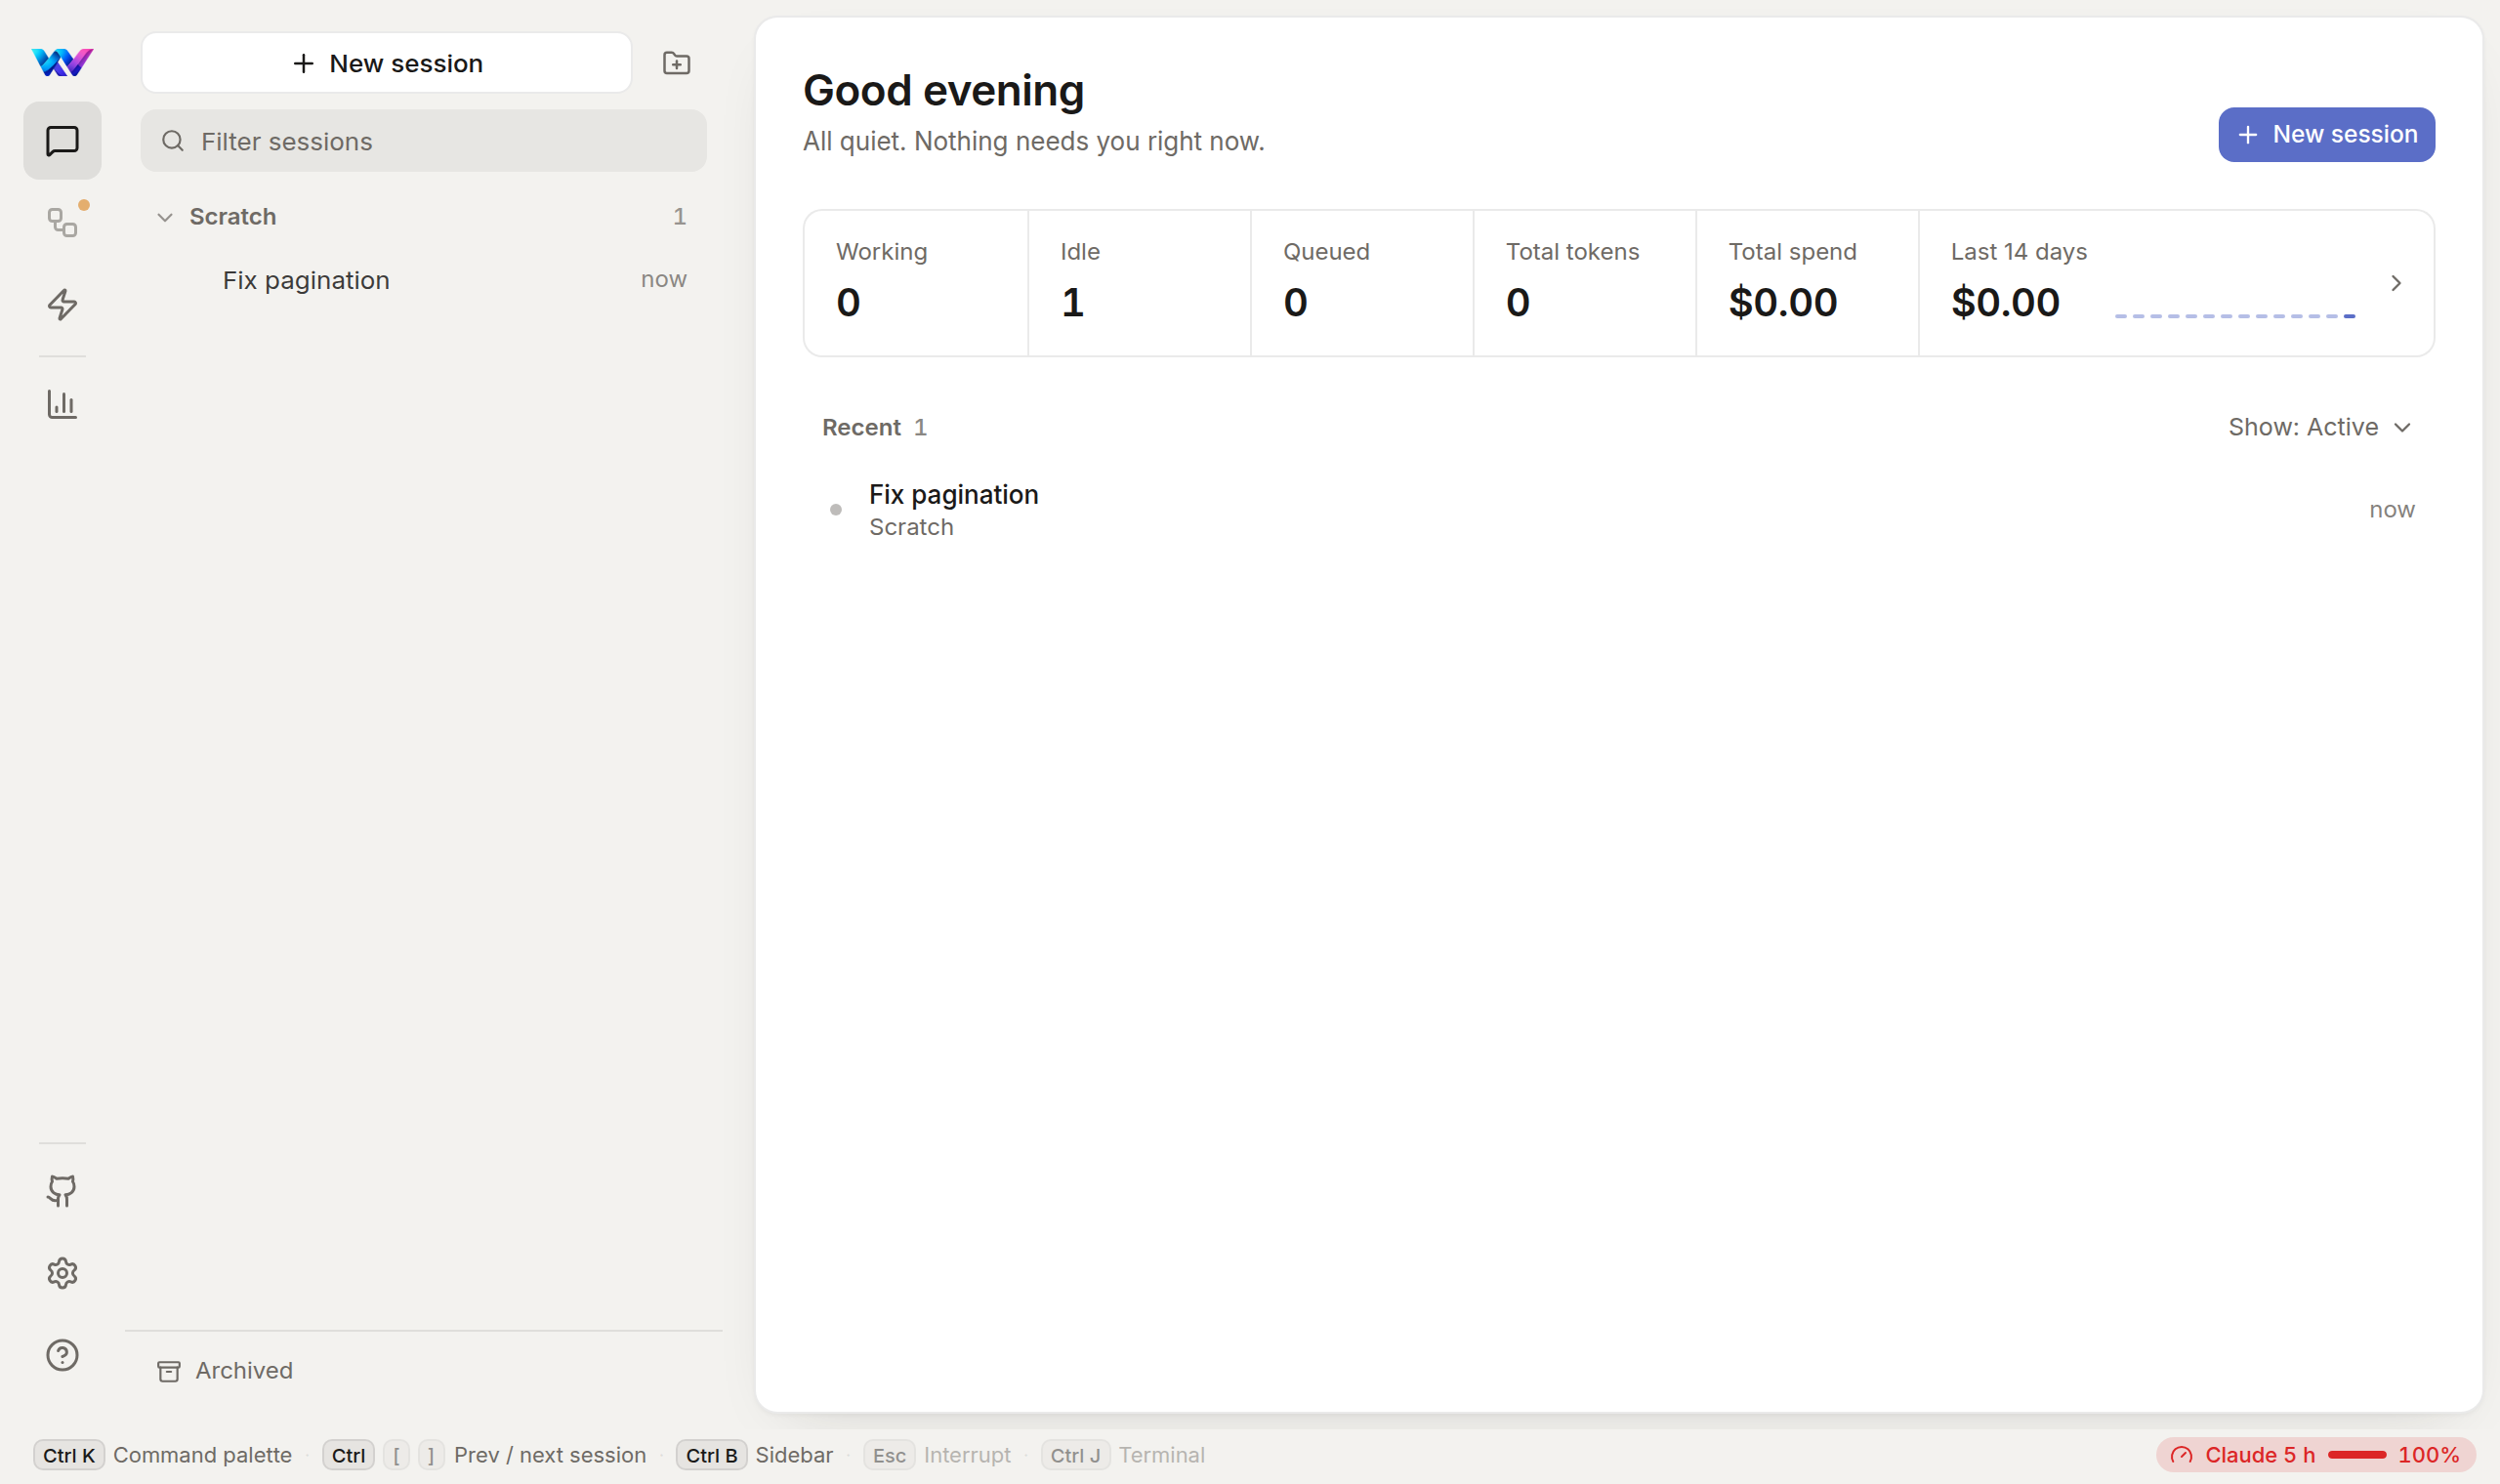 New session
Filter sessions
Scratch 1
Fix pagination now
Archived
Good evening
All quiet. Nothing needs you right now.
New session
Working
0
Idle
1
Queued
0
Total tokens
0
Total spend
$0.00
Last 14 days
$0.00
Recent 1
Show: Active
Fix pagination
Scratch
now
Ctrl K Command palette · Ctrl [ ] Prev / next session · Ctrl B Sidebar · Esc Interrupt · Ctrl J Terminal
Claude 5 h 100%